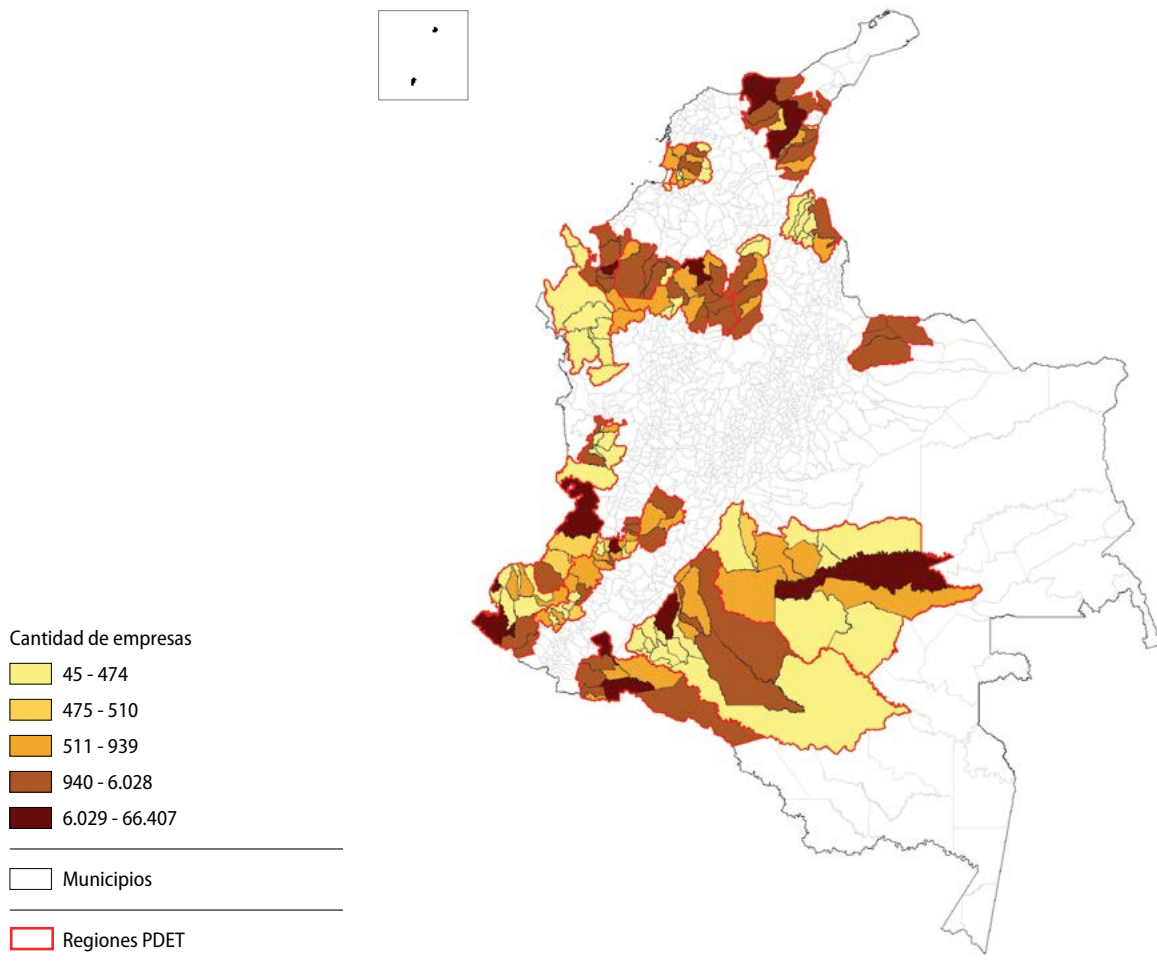 Cantidad de empresas
45 - 474
475 - 510
511 - 939
940 - 6.028
6.029 - 66.407
Municipios
Regiones PDET